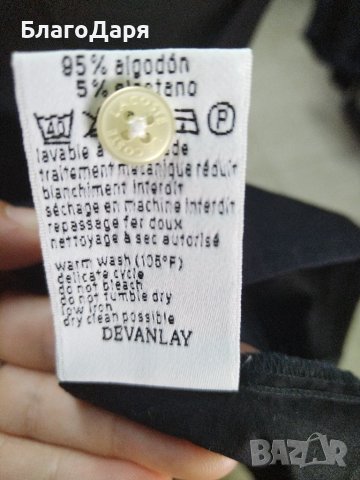 БлагоДаря
95% algodón
5% elastano
LACOSTE
P
lavable à
traitement mécanique réduit
blanchiment interdit
séchage en machine interdit
repassage fer doux
nettoyage à sec autorisé
warm wash (105°F)
delicate cycle
do not bleach
do not tumble dry
low iron
dry clean possible
DEVANLAY
BAZAR